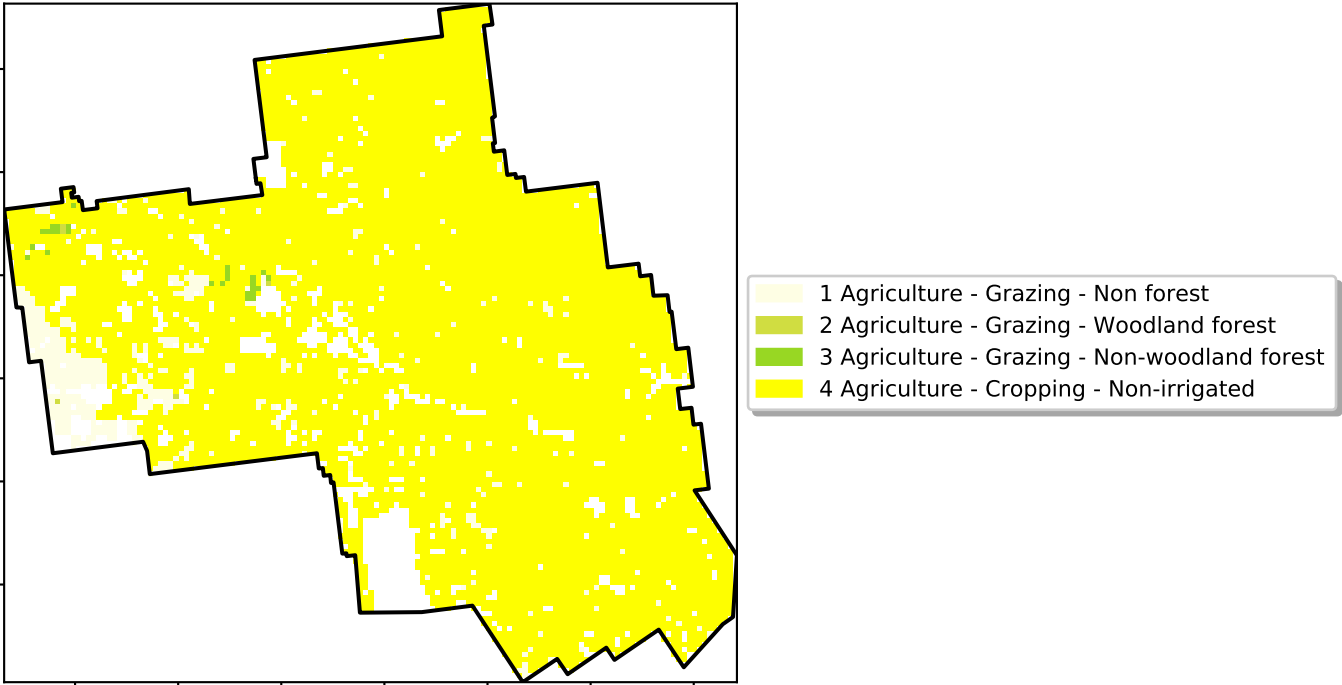 1 Agriculture - Grazing - Non forest
2 Agriculture - Grazing - Woodland forest
3 Agriculture - Grazing - Non-woodland forest
4 Agriculture - Cropping - Non-irrigated